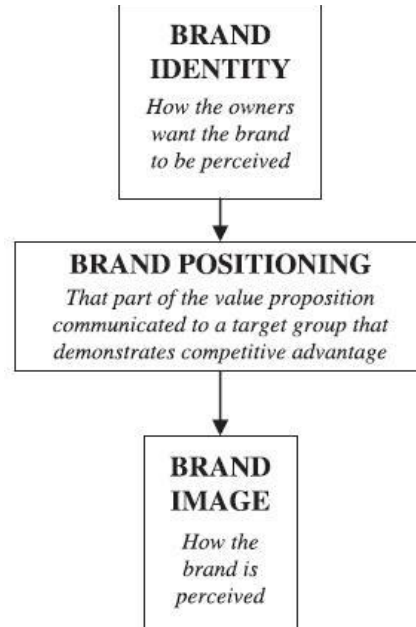 BRAND
IDENTITY
How the owners
want the brand
to be perceived
BRAND POSITIONING
That part of the value proposition
communicated to a target group that
demonstrates competitive advantage
BRAND
IMAGE
How the
brand is
perceived